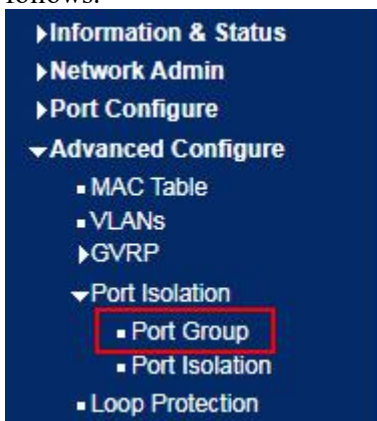 follows:
Information & Status
Network Admin
Port Configure
Advanced Configure
MAC Table
VLANs
GVRP
Port Isolation
Port Group
Port Isolation
Loop Protection